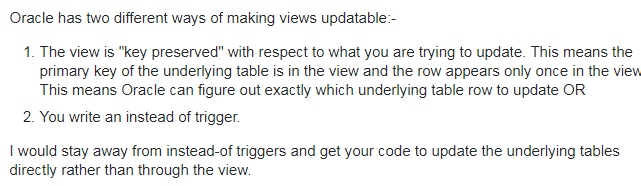 Oracle has two different ways of making views updatable:-
1. The view is "key preserved" with respect to what you are trying to update. This means the
primary key of the underlying table is in the view and the row appears only once in the view
This means Oracle can figure out exactly which underlying table row to update OR
2. You write an instead of trigger.
I would stay away from instead-of triggers and get your code to update the underlying tables
directly rather than through the view.